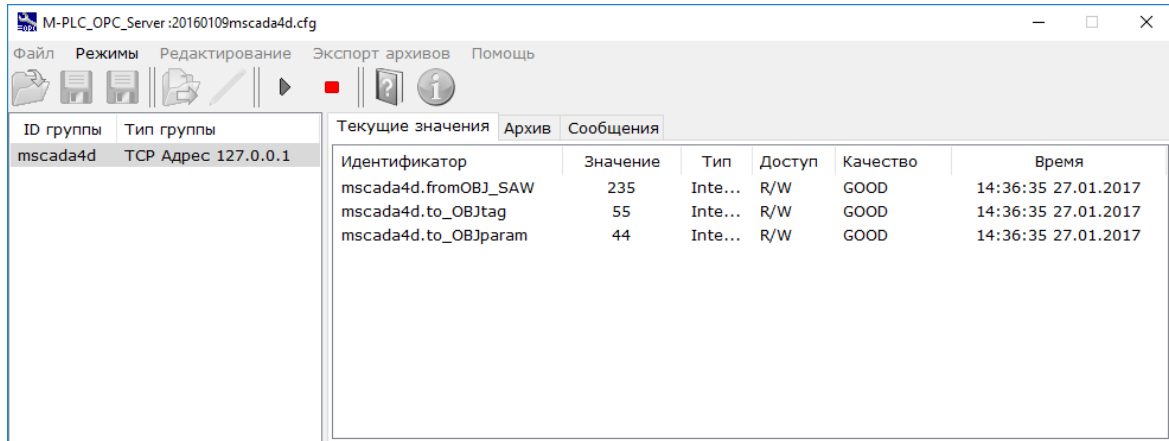 M-PLC_OPC_Server :20160109mscada4d.cfg
Файл Режимы Редактирование Экспорт архивов Помощь
ID группы Тип группы
mscada4d TCP Адрес 127.0.0.1
Текущие значения Архив Сообщения
Идентификатор Значение Тип Доступ Качество Время
mscada4d.fromOBJ_SAW 235 Inte... R/W GOOD 14:36:35 27.01.2017
mscada4d.to_OBJtag 55 Inte... R/W GOOD 14:36:35 27.01.2017
mscada4d.to_OBJparam 44 Inte... R/W GOOD 14:36:35 27.01.2017